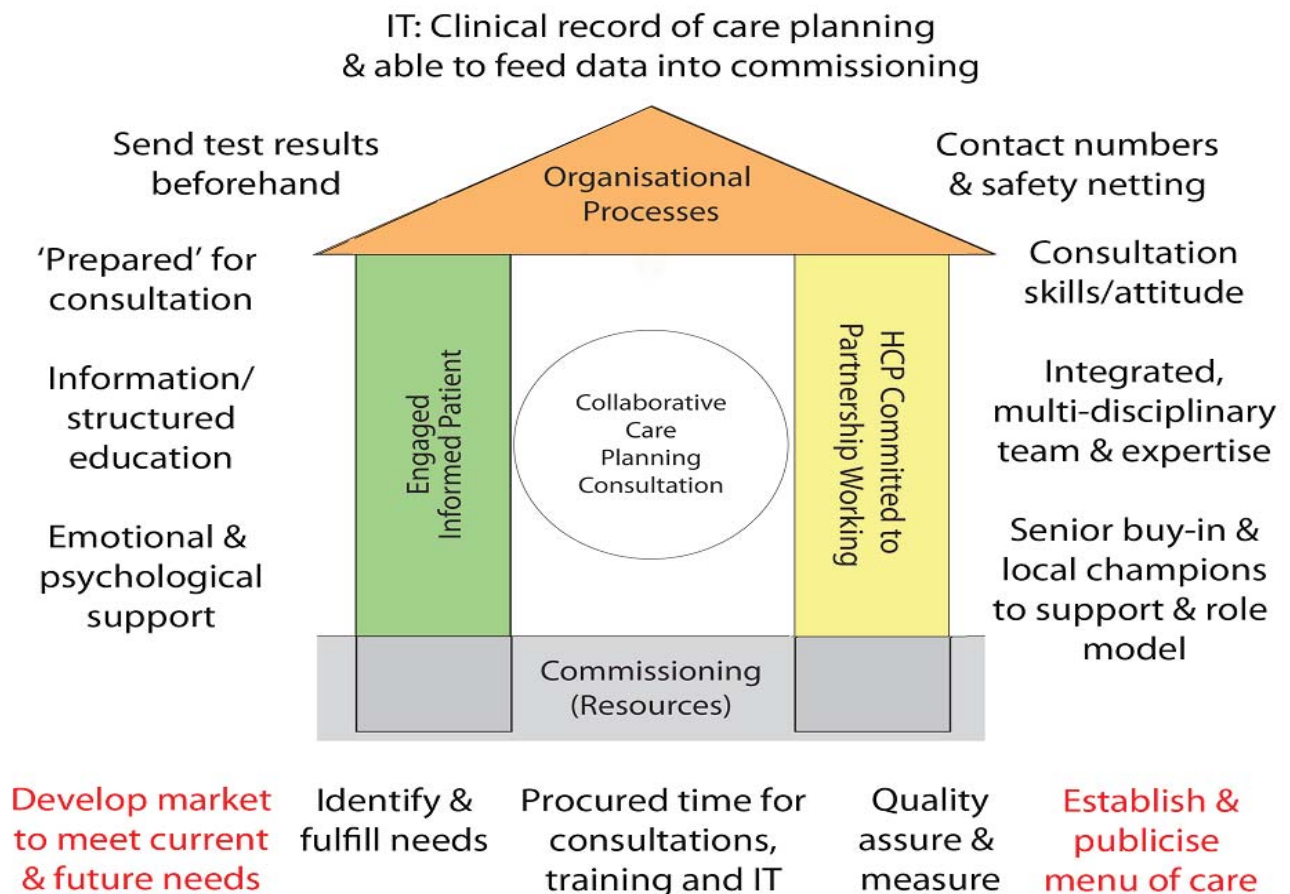 IT: Clinical record of care planning
& able to feed data into commissioning
Send test results
beforehand
Contact numbers
& safety netting
Organisational
Processes
‘Prepared’ for
consultation
Consultation
skills/attitude
Information/
structured
education
Integrated,
multi-disciplinary
team & expertise
Emotional &
psychological
support
Senior buy-in &
local champions
to support & role
model
Engaged
Informed Patient
Collaborative
Care
Planning
Consultation
HCP Committed to
Partnership Working
Commissioning
(Resources)
Develop market
to meet current
& future needs
Identify &
fulfill needs
Procured time for
consultations,
training and IT
Quality
assure &
measure
Establish &
publicise
menu of care